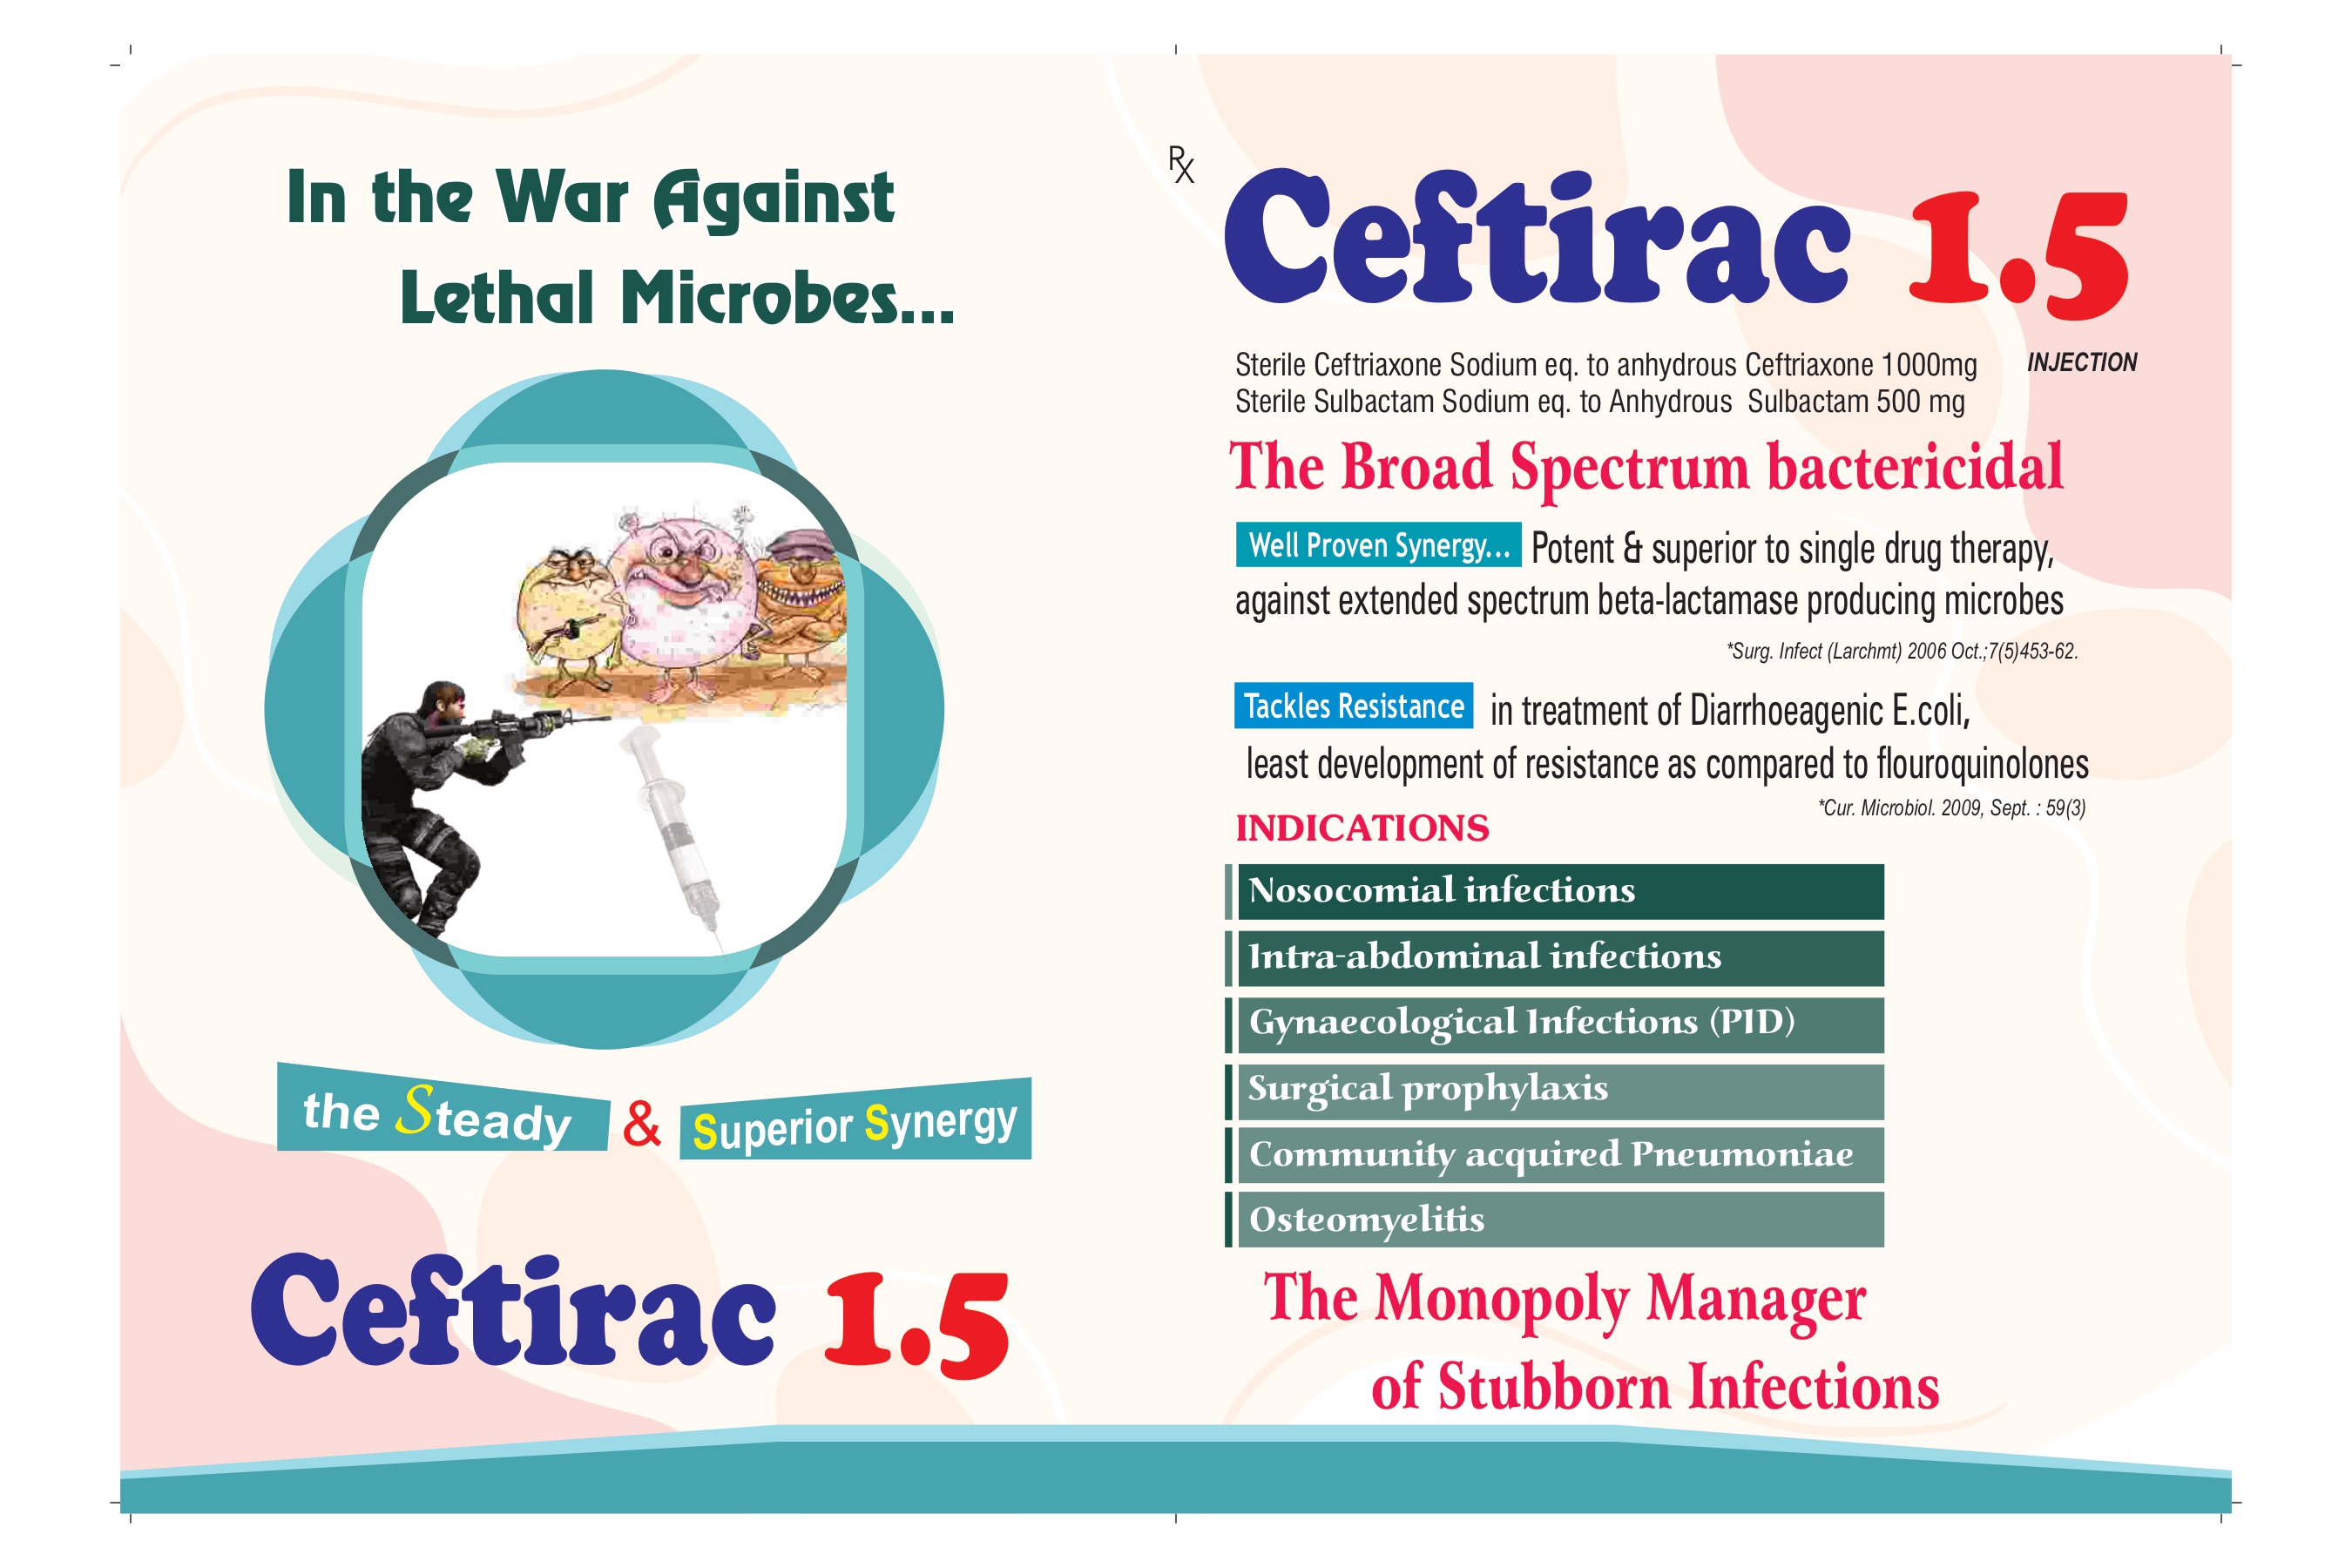 In the War Against
Lethal Microbes...
the Steady & Superior Synergy
Ceftirac 1.5
Rx
Ceftirac 1.5
Sterile Ceftriaxone Sodium eq. to anhydrous Ceftriaxone 1000mg INJECTION
Sterile Sulbactam Sodium eq. to Anhydrous Sulbactam 500 mg
The Broad Spectrum bactericidal
Well Proven Synergy... Potent & superior to single drug therapy,
against extended spectrum beta-lactamase producing microbes
*Surg. Infect (Larchmt) 2006 Oct.;7(5)453-62.
Tackles Resistance in treatment of Diarrhoeagenic E.coli,
least development of resistance as compared to flouroquinolones
*Cur. Microbiol. 2009, Sept. : 59(3)
INDICATIONS
Nosocomial infections
Intra-abdominal infections
Gynaecological Infections (PID)
Surgical prophylaxis
Community acquired Pneumoniae
Osteomyelitis
The Monopoly Manager
of Stubborn Infections